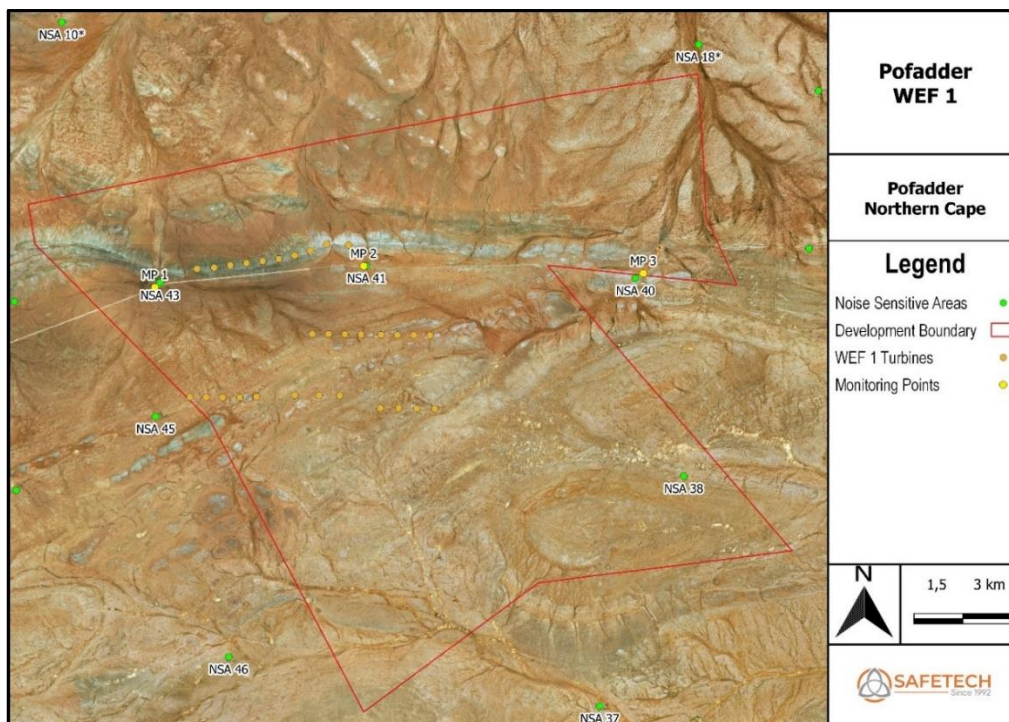 NSA 10*
NSA 18*
MP 1
NSA 43
MP 2
NSA 41
MP 3
NSA 40
NSA 45
NSA 38
NSA 46
NSA 37
Pofadder
WEF 1
Pofadder
Northern Cape
Legend
Noise Sensitive Areas
Development Boundary
WEF 1 Turbines
Monitoring Points
N
1,5 3 km
SAFETECH
Since 1992